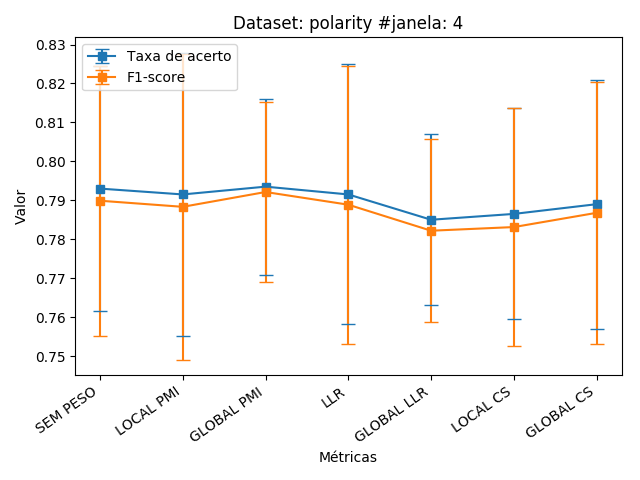 Dataset: polarity #janela: 4
Taxa de acerto
F1-score
0.83
0.82
0.81
0.80
0.79
0.78
0.77
0.76
0.75
Valor
SEM PESO
LOCAL PMI
GLOBAL PMI
LLR
GLOBAL LLR
LOCAL CS
GLOBAL CS
Métricas